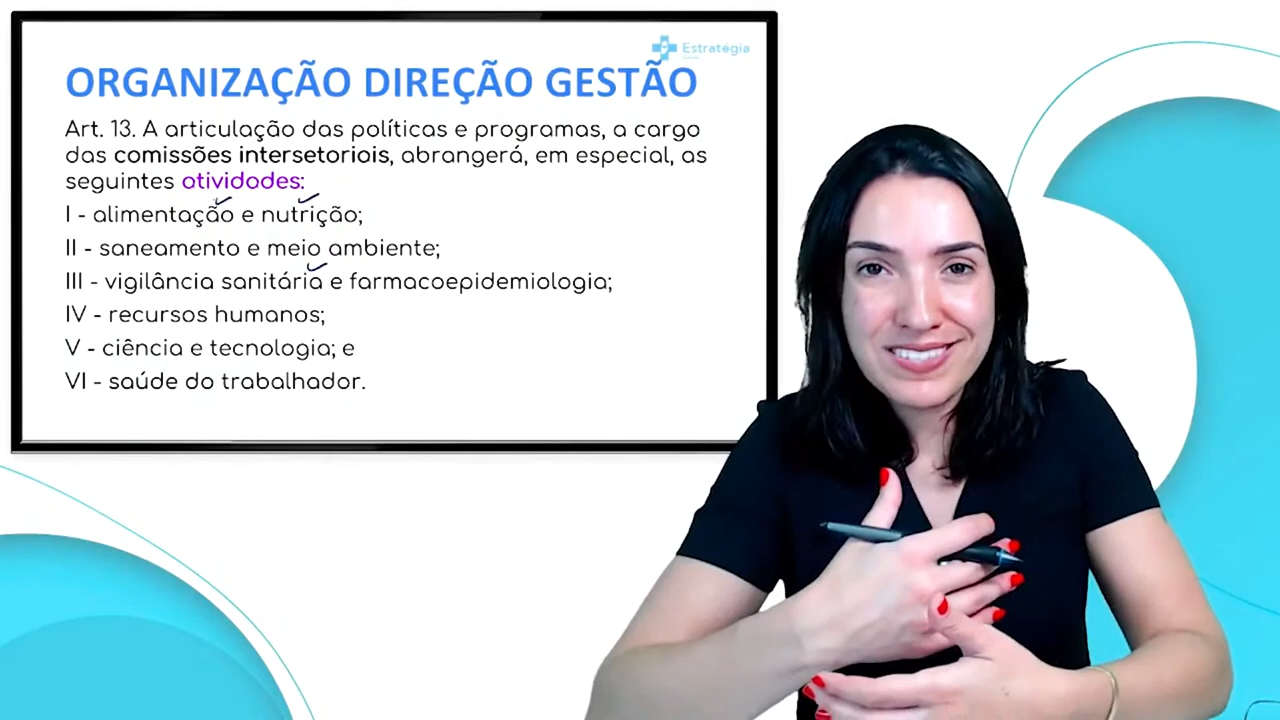 Estratégia
ORGANIZAÇÃO DIREÇÃO GESTÃO
Art. 13. A articulação das políticas e programas, a cargo
das comissões intersetoriais, abrangerá, em especial, as
seguintes atividades:
I - alimentação e nutrição;
II - saneamento e meio ambiente;
III - vigilância sanitária e farmacoepidemiologia;
IV - recursos humanos;
V - ciência e tecnologia; e
VI - saúde do trabalhador.